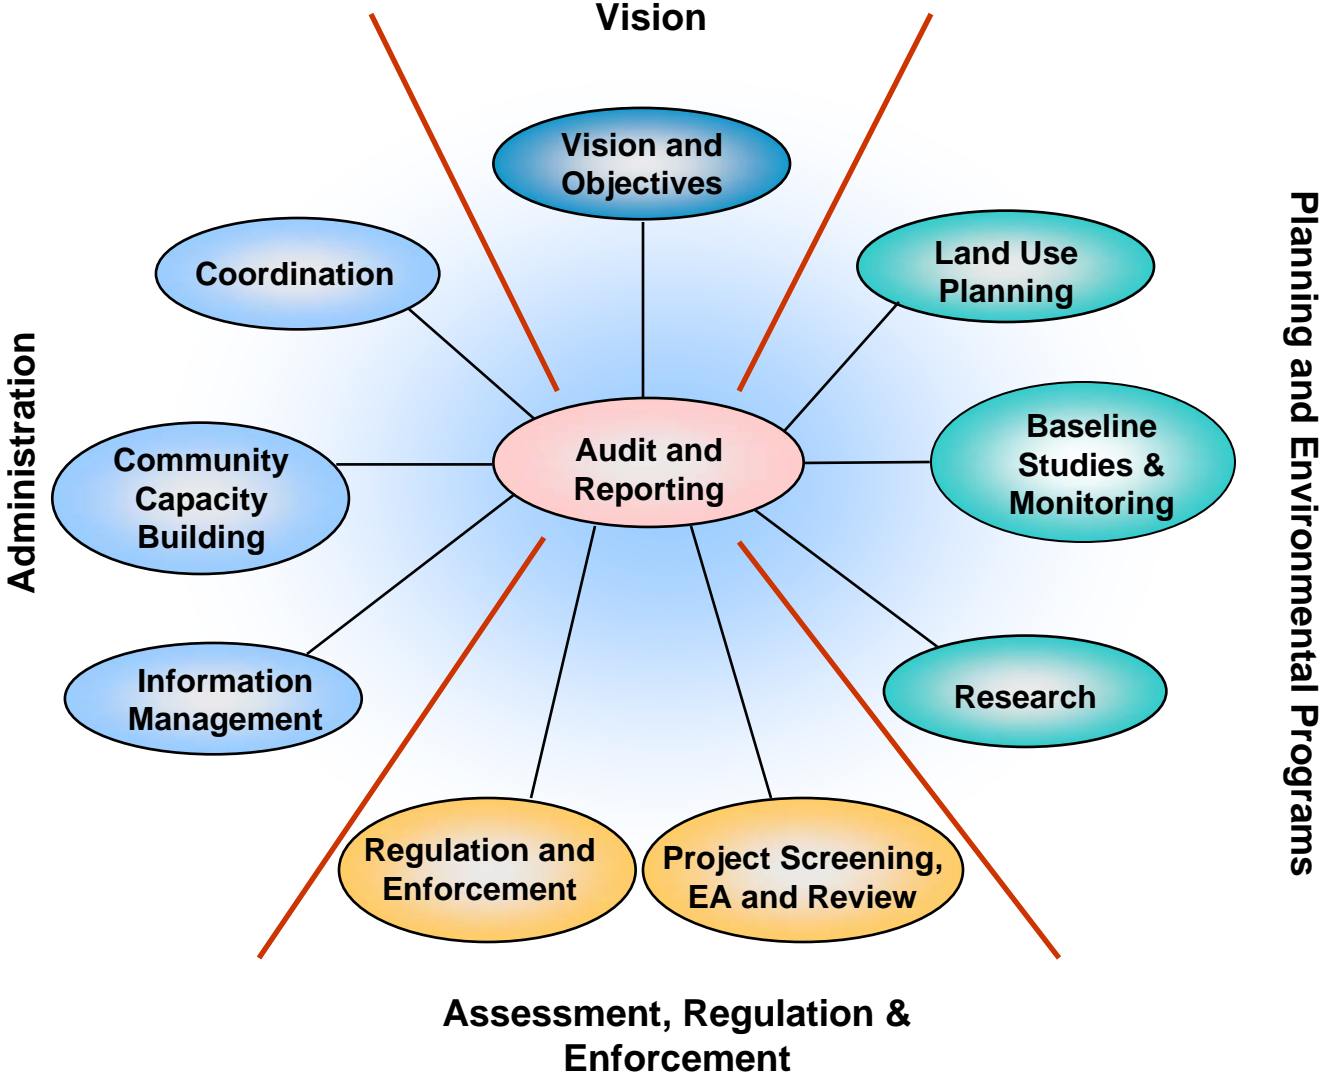 Vision
Vision and
Objectives
Coordination
Land Use
Planning
Administration
Community
Capacity
Building
Audit and
Reporting
Baseline
Studies &
Monitoring
Planning and Environmental Programs
Information
Management
Research
Regulation and
Enforcement
Project Screening,
EA and Review
Assessment, Regulation &
Enforcement